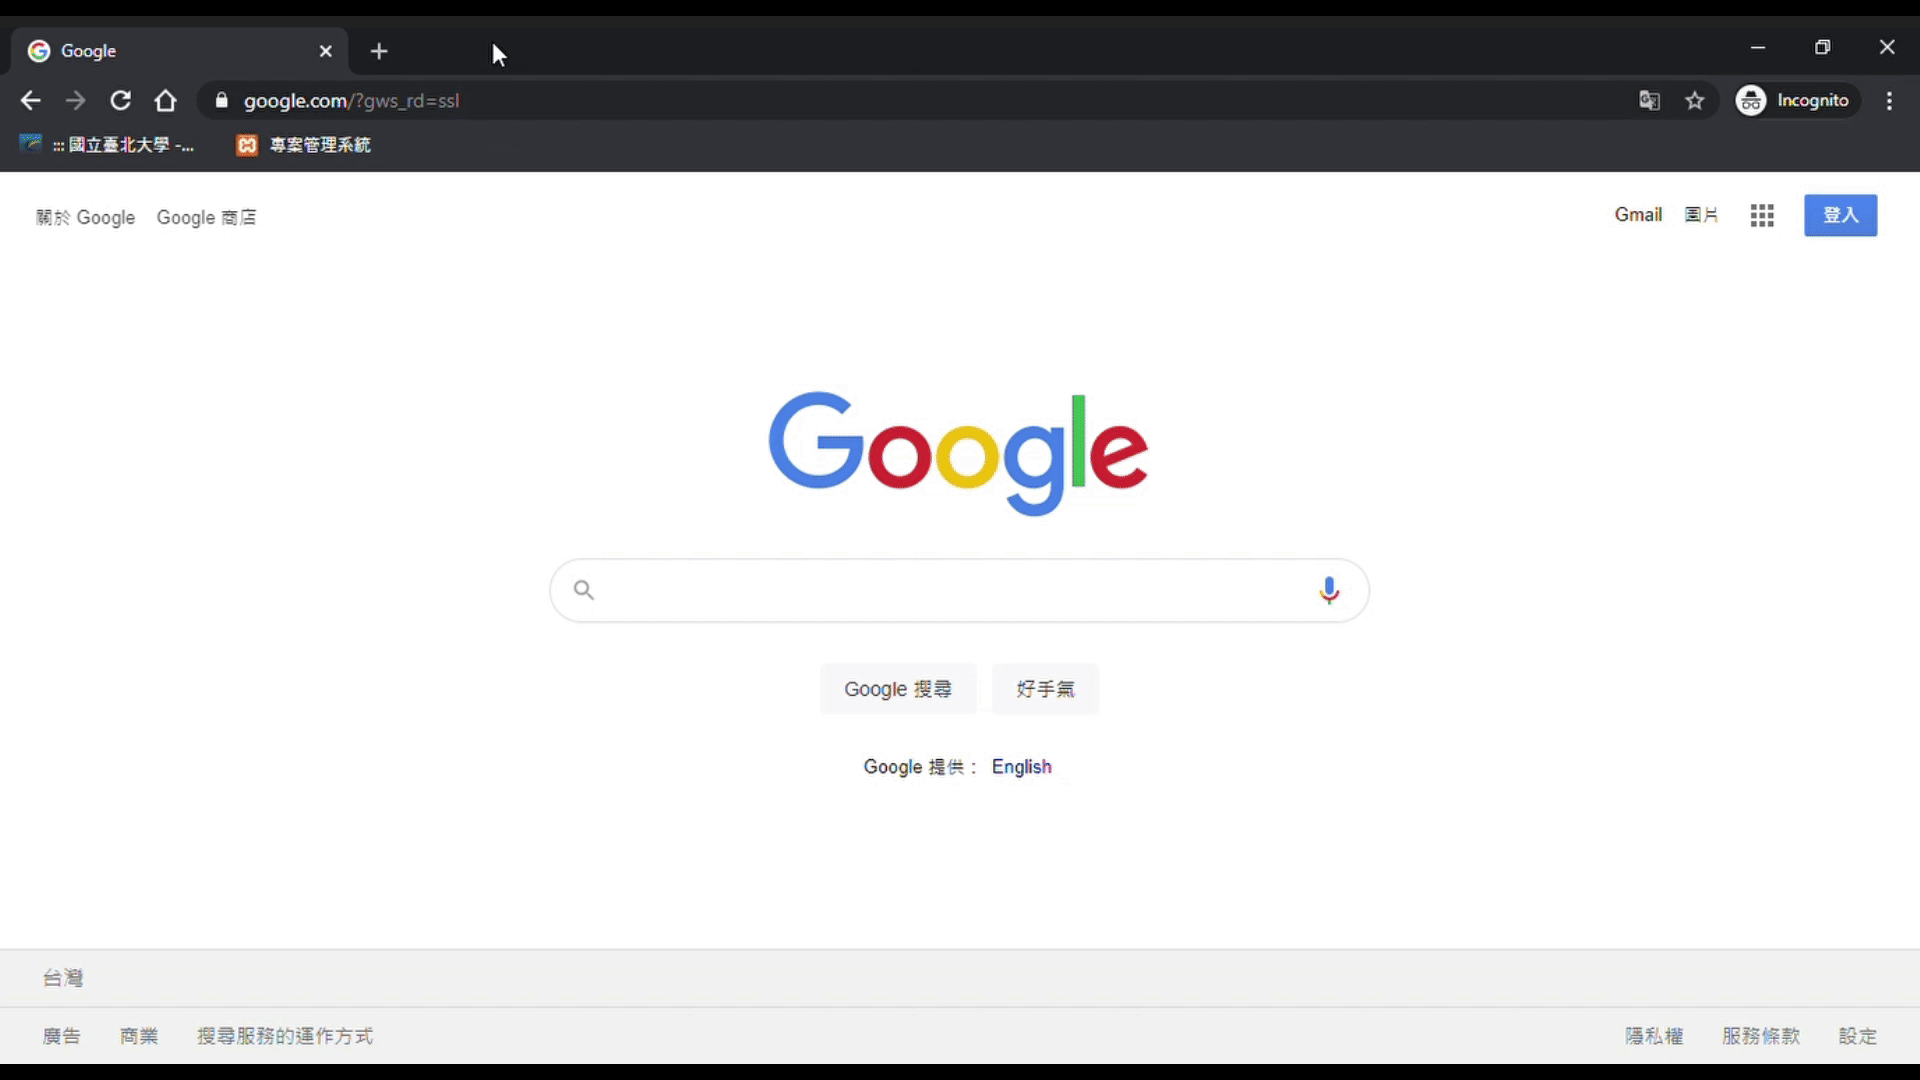 Google
google.com/?gws_rd=ssl
Incognito
::: 國立臺北大學 -...
專案管理系統
關於 Google
Google 商店
Gmail
圖片
登入
Google
Google 搜尋
好手氣
Google 提供： English
台灣
廣告
商業
搜尋服務的運作方式
隱私權
服務條款
設定